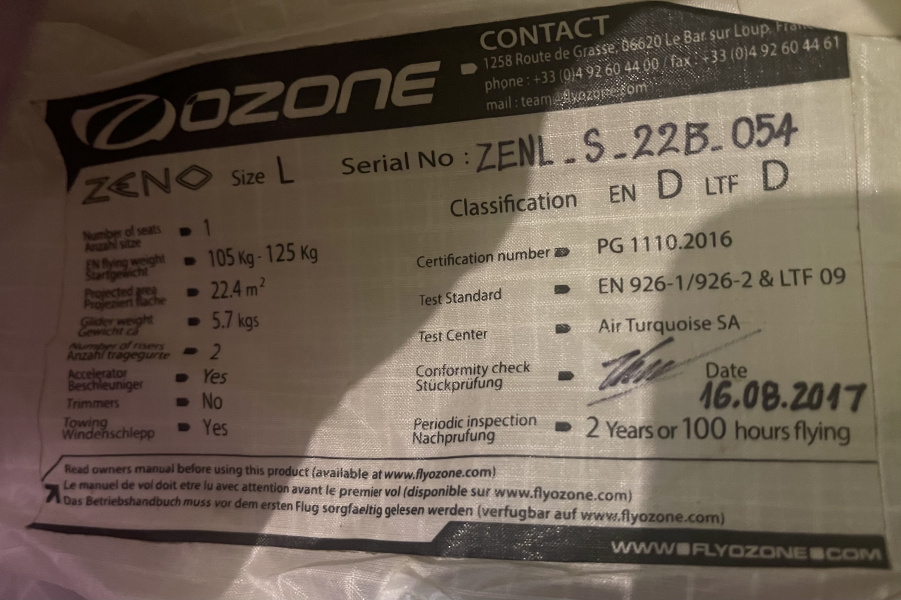 OZONE
CONTACT
1258 Route de Grasse, 06620 Le Bar sur Loup, France
phone : +33 (0)4 92 60 44 00 / fax : +33 (0)4 92 60 44 61
mail : team@flyozone.com
ZENO Size L Serial No : ZENL_S_22B_054
Classification EN D LTF D
Number of seats 1
Anzahl sitze
EN flying weight 105 Kg - 125 Kg
Startgewicht
Projected area 22.4 m²
Projeziert flache
Glider weight 5.7 kgs
Gewicht ca
Number of risers 2
Anzahl tragegurte
Accelerator Yes
Beschleuniger
Trimmers No
Towing Yes
Windenschlepp
Certification number PG 1110.2016
Test Standard EN 926-1/926-2 & LTF 09
Test Center Air Turquoise SA
Conformity check
Stückprüfung
Date
16.08.2017
Periodic inspection 2 Years or 100 hours flying
Nachprufung
Read owners manual before using this product (available at www.flyozone.com)
Le manuel de vol doit etre lu avec attention avant le premier vol (disponible sur www.flyozone.com)
Das Betriebshandbuch muss vor dem ersten Flug sorgfaeltig gelesen werden (verfugbar auf www.flyozone.com)
WWW.FLYOZONE.COM